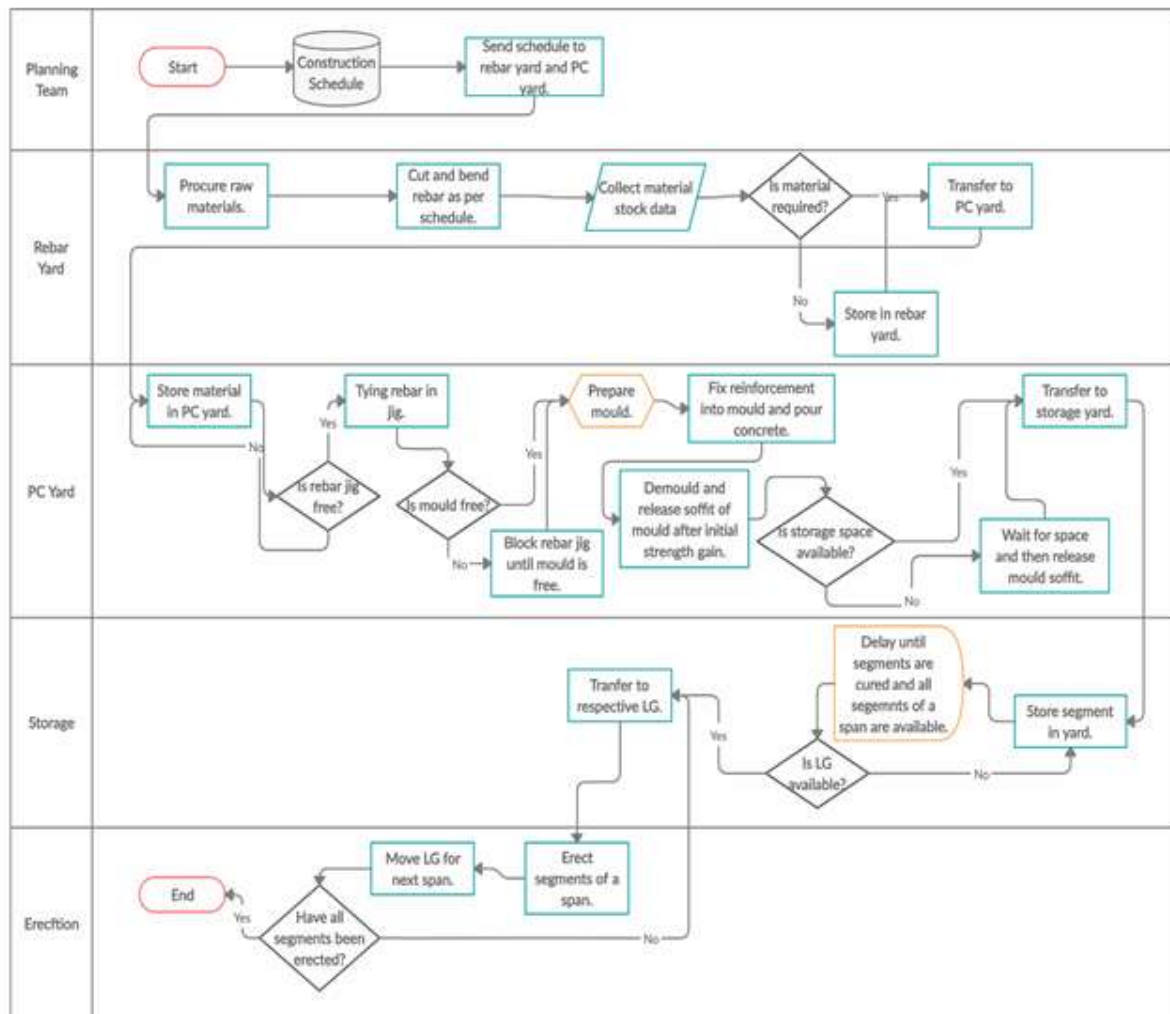 Planning
Team
Start
Construction
Schedule
Send schedule to
rebar yard and PC
yard.
Rebar
Yard
Procure raw
materials.
Cut and bend
rebar as per
schedule.
Collect material
stock data
Is material
required?
Yes
Transfer to
PC yard.
No
Store in rebar
yard.
PC Yard
Store material
in PC yard.
No
Is rebar jig
free?
Yes
Tying rebar in
jig.
Is mould free?
Yes
No
Block rebar jig
until mould is
free.
Prepare
mould.
Fix reinforcement
into mould and pour
concrete.
Demould and
release soffit of
mould after initial
strength gain.
Is storage space
available?
Yes
No
Wait for space
and then release
mould soffit.
Transfer to
storage yard.
Storage
Store segment
in yard.
Delay until
segments are
cured and all
segemnts of a
span are available.
Is LG
available?
No
Yes
Tranfer to
respective LG.
Erecftion
Erect
segments of a
span.
Move LG for
next span.
Have all
segments been
erected?
No
Yes
End